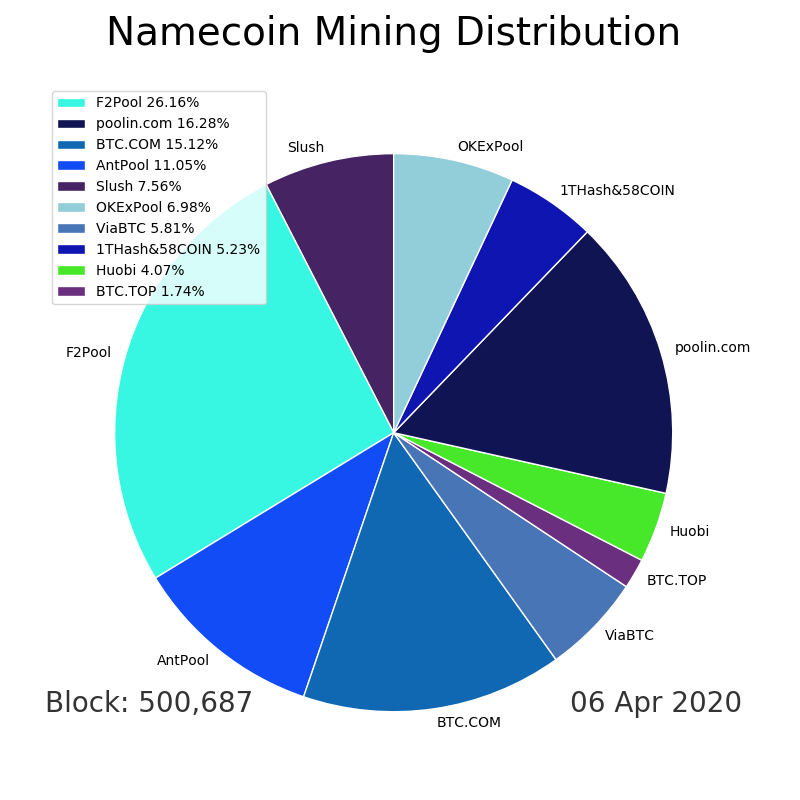 Namecoin Mining Distribution
F2Pool 26.16%
poolin.com 16.28%
BTC.COM 15.12%
AntPool 11.05%
Slush 7.56%
OKExPool 6.98%
ViaBTC 5.81%
1THash&58COIN 5.23%
Huobi 4.07%
BTC.TOP 1.74%
Slush
OKExPool
1THash&58COIN
poolin.com
F2Pool
Huobi
BTC.TOP
ViaBTC
AntPool
BTC.COM
Block: 500,687
06 Apr 2020